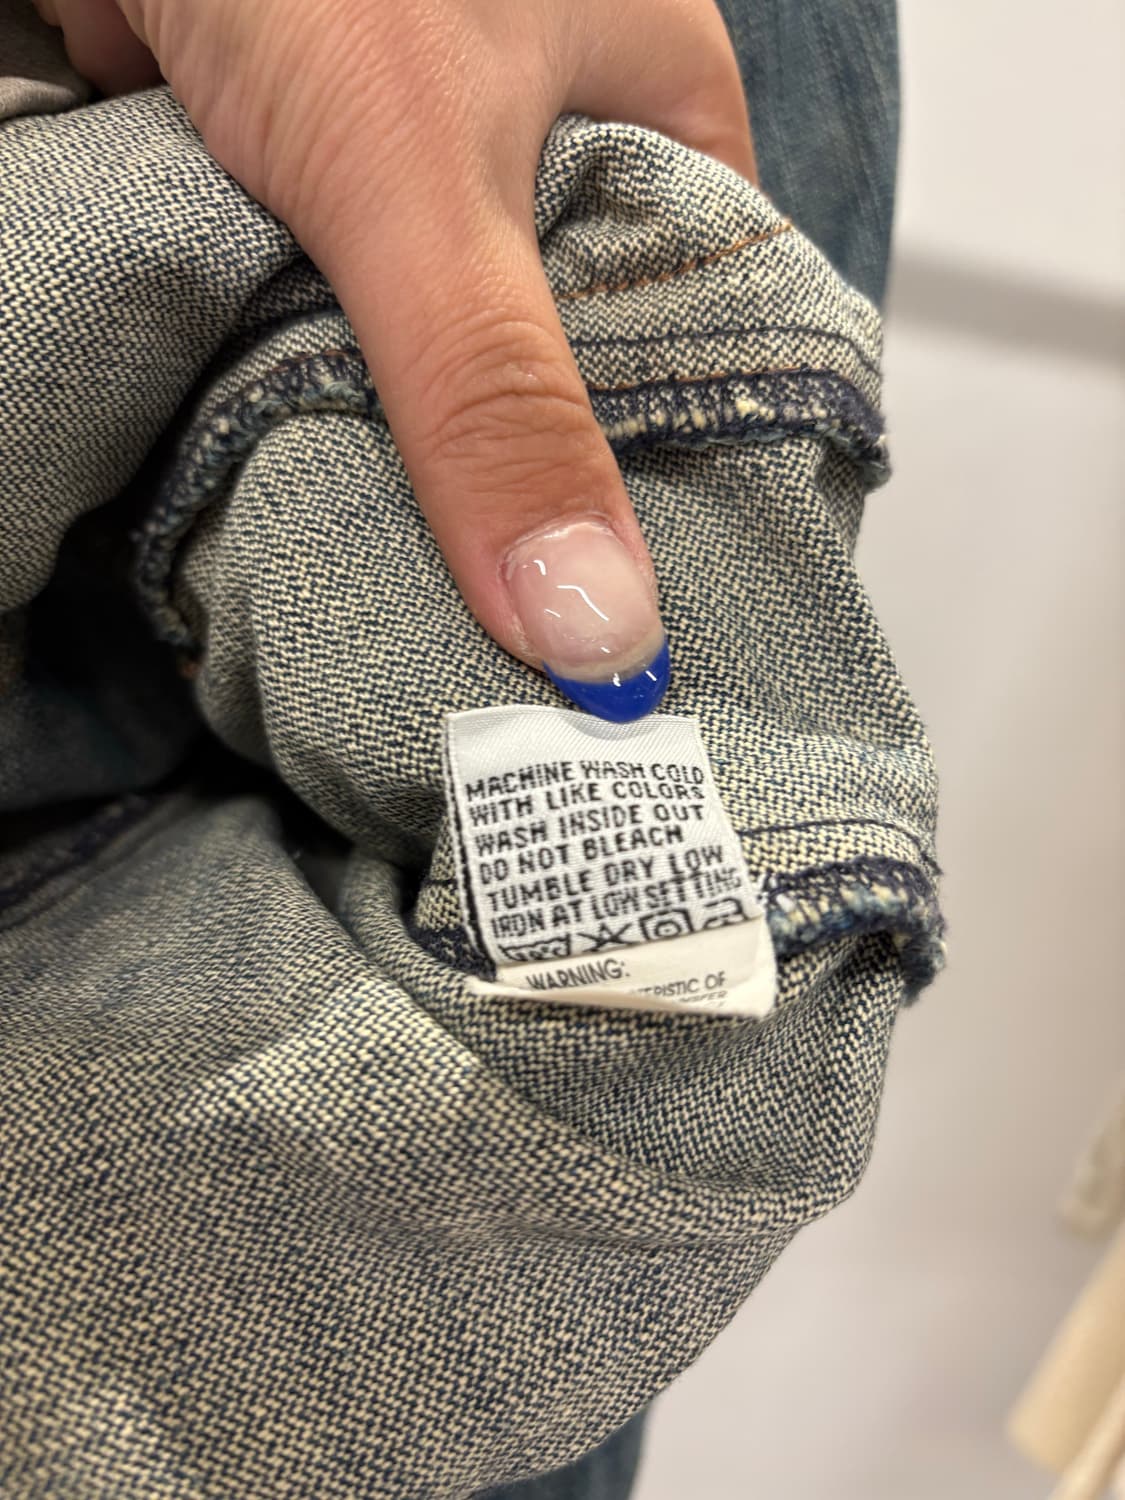 MACHINE WASH COLD
WITH LIKE COLORS
WASH INSIDE OUT
DO NOT BLEACH
TUMBLE DRY LOW
IRON AT LOW SETTING
WARNING:
OF